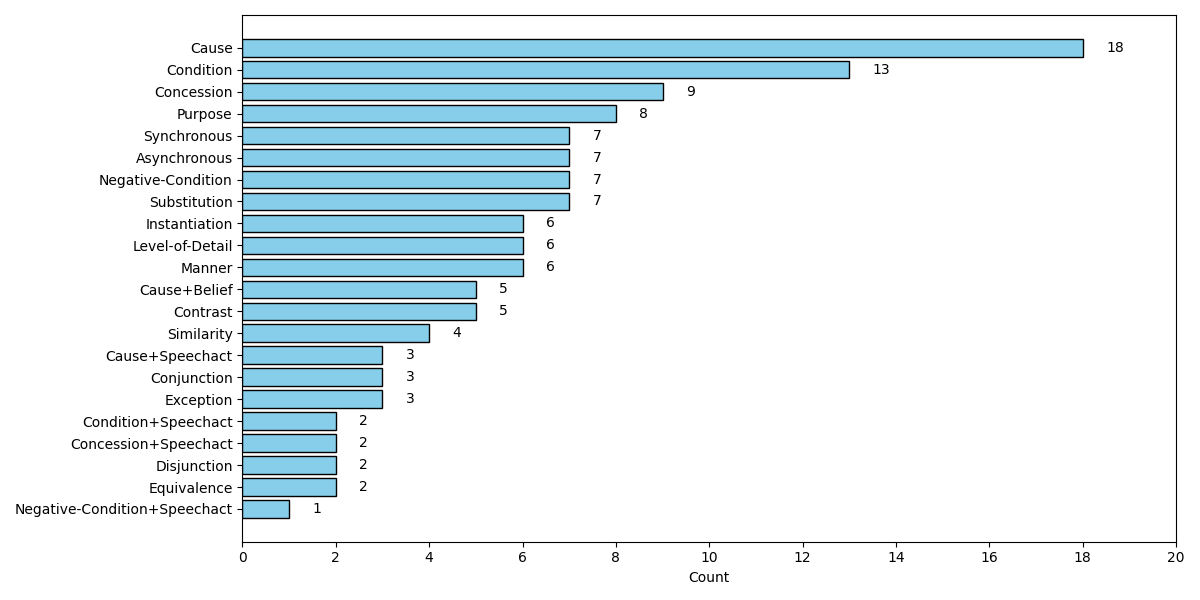 Cause 18
Condition 13
Concession 9
Purpose 8
Synchronous 7
Asynchronous 7
Negative-Condition 7
Substitution 7
Instantiation 6
Level-of-Detail 6
Manner 6
Cause+Belief 5
Contrast 5
Similarity 4
Cause+Speechact 3
Conjunction 3
Exception 3
Condition+Speechact 2
Concession+Speechact 2
Disjunction 2
Equivalence 2
Negative-Condition+Speechact 1
0 2 4 6 8 10 12 14 16 18 20
Count